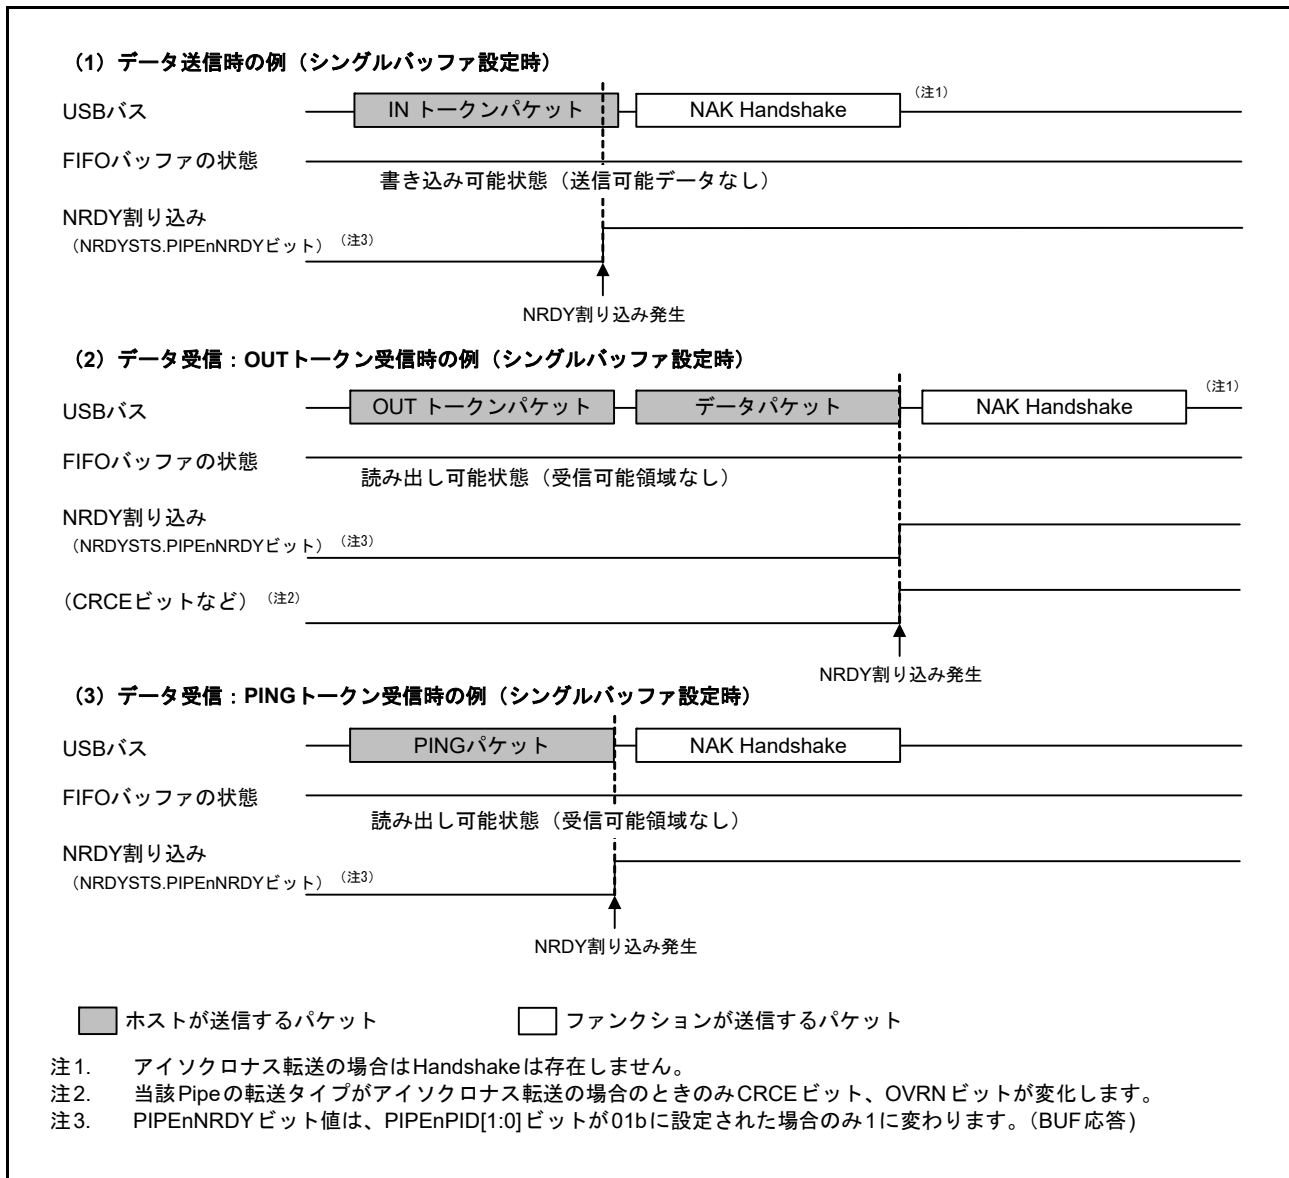 （1）データ送信時の例（シングルバッファ設定時）
USBバス
IN トークンパケット
NAK Handshake
（注1）
FIFOバッファの状態
書き込み可能状態（送信可能データなし）
NRDY割り込み
（NRDYSTS.PIPEnNRDYビット）（注3）
NRDY割り込み発生
（2）データ受信：OUTトークン受信時の例（シングルバッファ設定時）
USBバス
OUT トークンパケット
データパケット
NAK Handshake
（注1）
FIFOバッファの状態
読み出し可能状態（受信可能領域なし）
NRDY割り込み
（NRDYSTS.PIPEnNRDYビット）（注3）
（CRCEビットなど）（注2）
NRDY割り込み発生
（3）データ受信：PINGトークン受信時の例（シングルバッファ設定時）
USBバス
PINGパケット
NAK Handshake
FIFOバッファの状態
読み出し可能状態（受信可能領域なし）
NRDY割り込み
（NRDYSTS.PIPEnNRDYビット）（注3）
NRDY割り込み発生
ホストが送信するパケット
ファンクションが送信するパケット
注1. アイソクロナス転送の場合はHandshakeは存在しません。
注2. 当該Pipeの転送タイプがアイソクロナス転送の場合のときのみCRCEビット、OVRNビットが変化します。
注3. PIPEnNRDYビット値は、PIPEnPID[1:0]ビットが01bに設定された場合のみ1に変わります。（BUF応答）